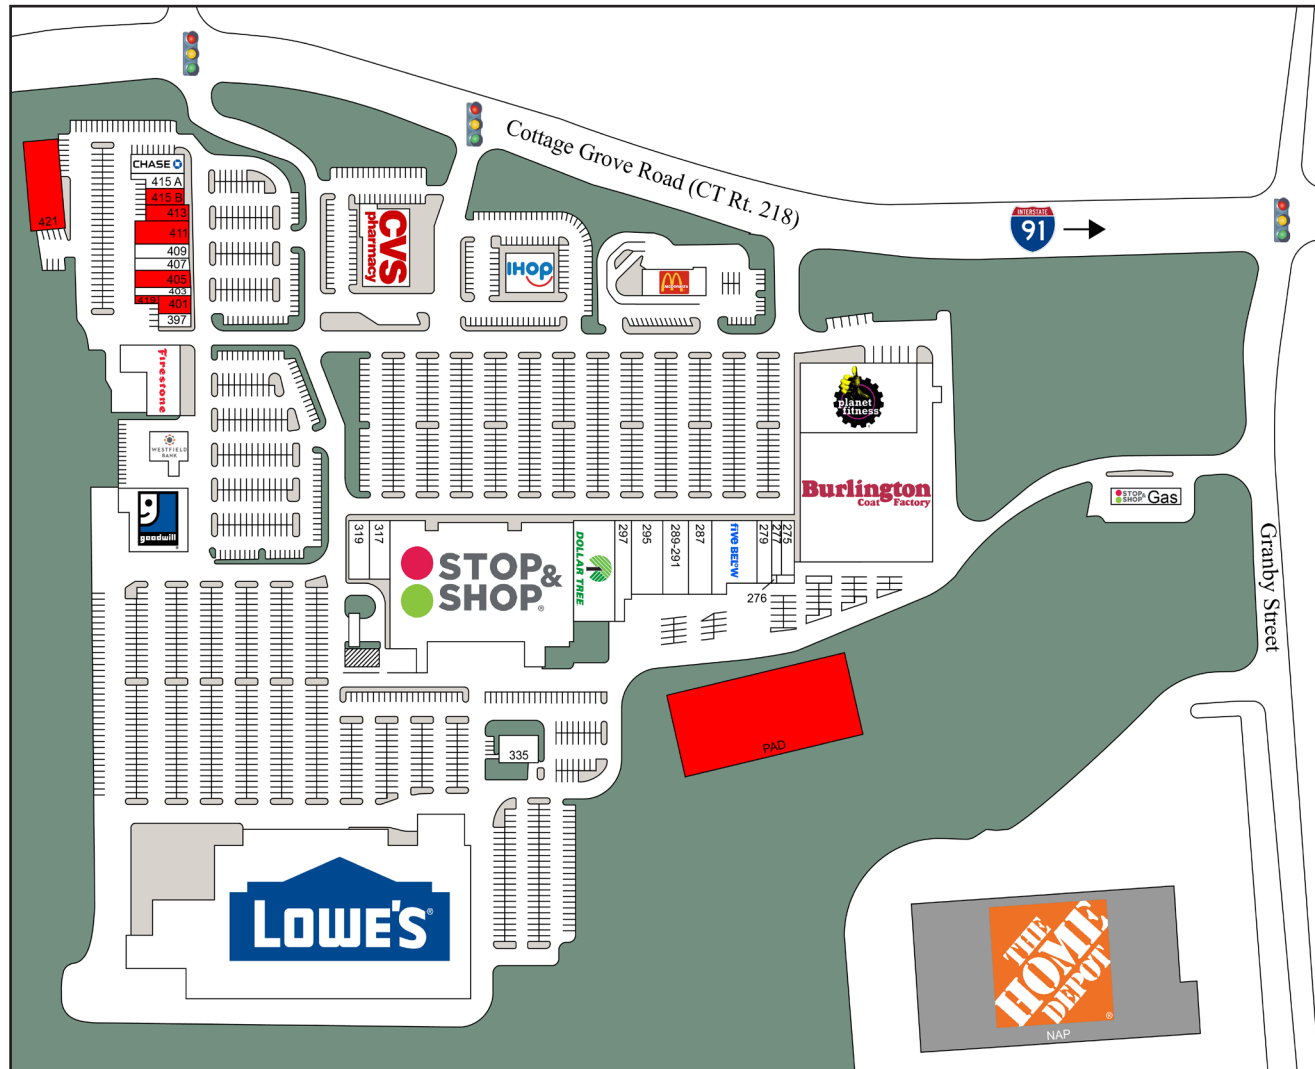 Cottage Grove Road (CT Rt. 218)
INTERSTATE
91
CHASE
415 A
415 B
413
411
409
407
405
403
419
401
397
421
CVS
pharmacy
IHOP
McDonald's
Firestone
WESTFIELD
BANK
goodwill
planet
fitness
Burlington
Coat Factory
STOP&
SHOP
Gas
Granby Street
319
317
STOP&
SHOP
DOLLAR TREE
297
295
289-291
287
five BELOW
279
277
275
276
335
PAD
LOWE'S
THE
HOME
DEPOT
NAP